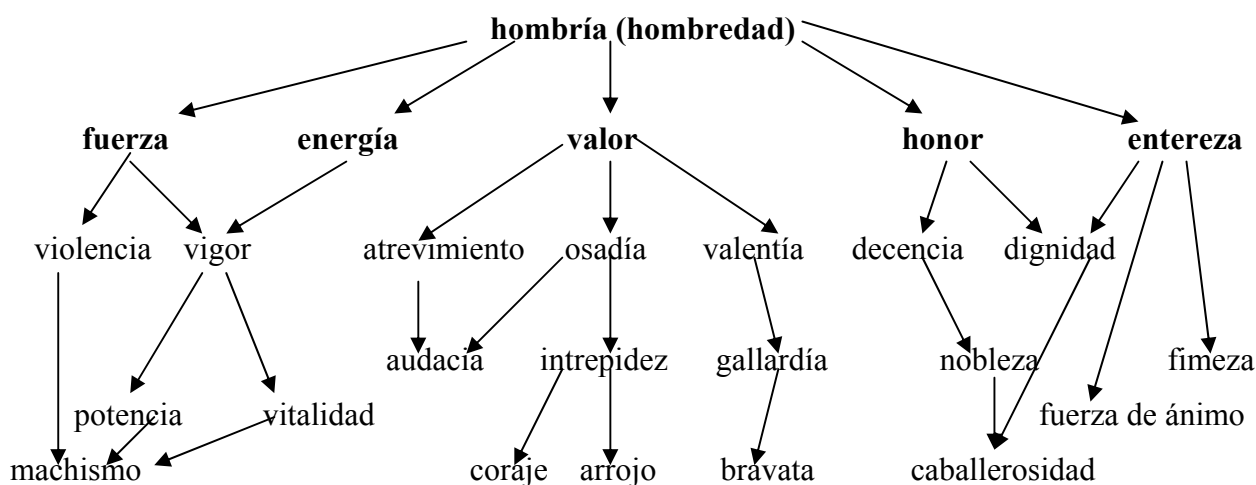 hombría (hombredad)
fuerza energía valor honor entereza
violencia vigor atrevimiento osadía valentía decencia dignidad
audacia intrepidez gallardía nobleza fimeza
potencia vitalidad fuerza de ánimo
machismo coraje arrojo bravata caballerosidad